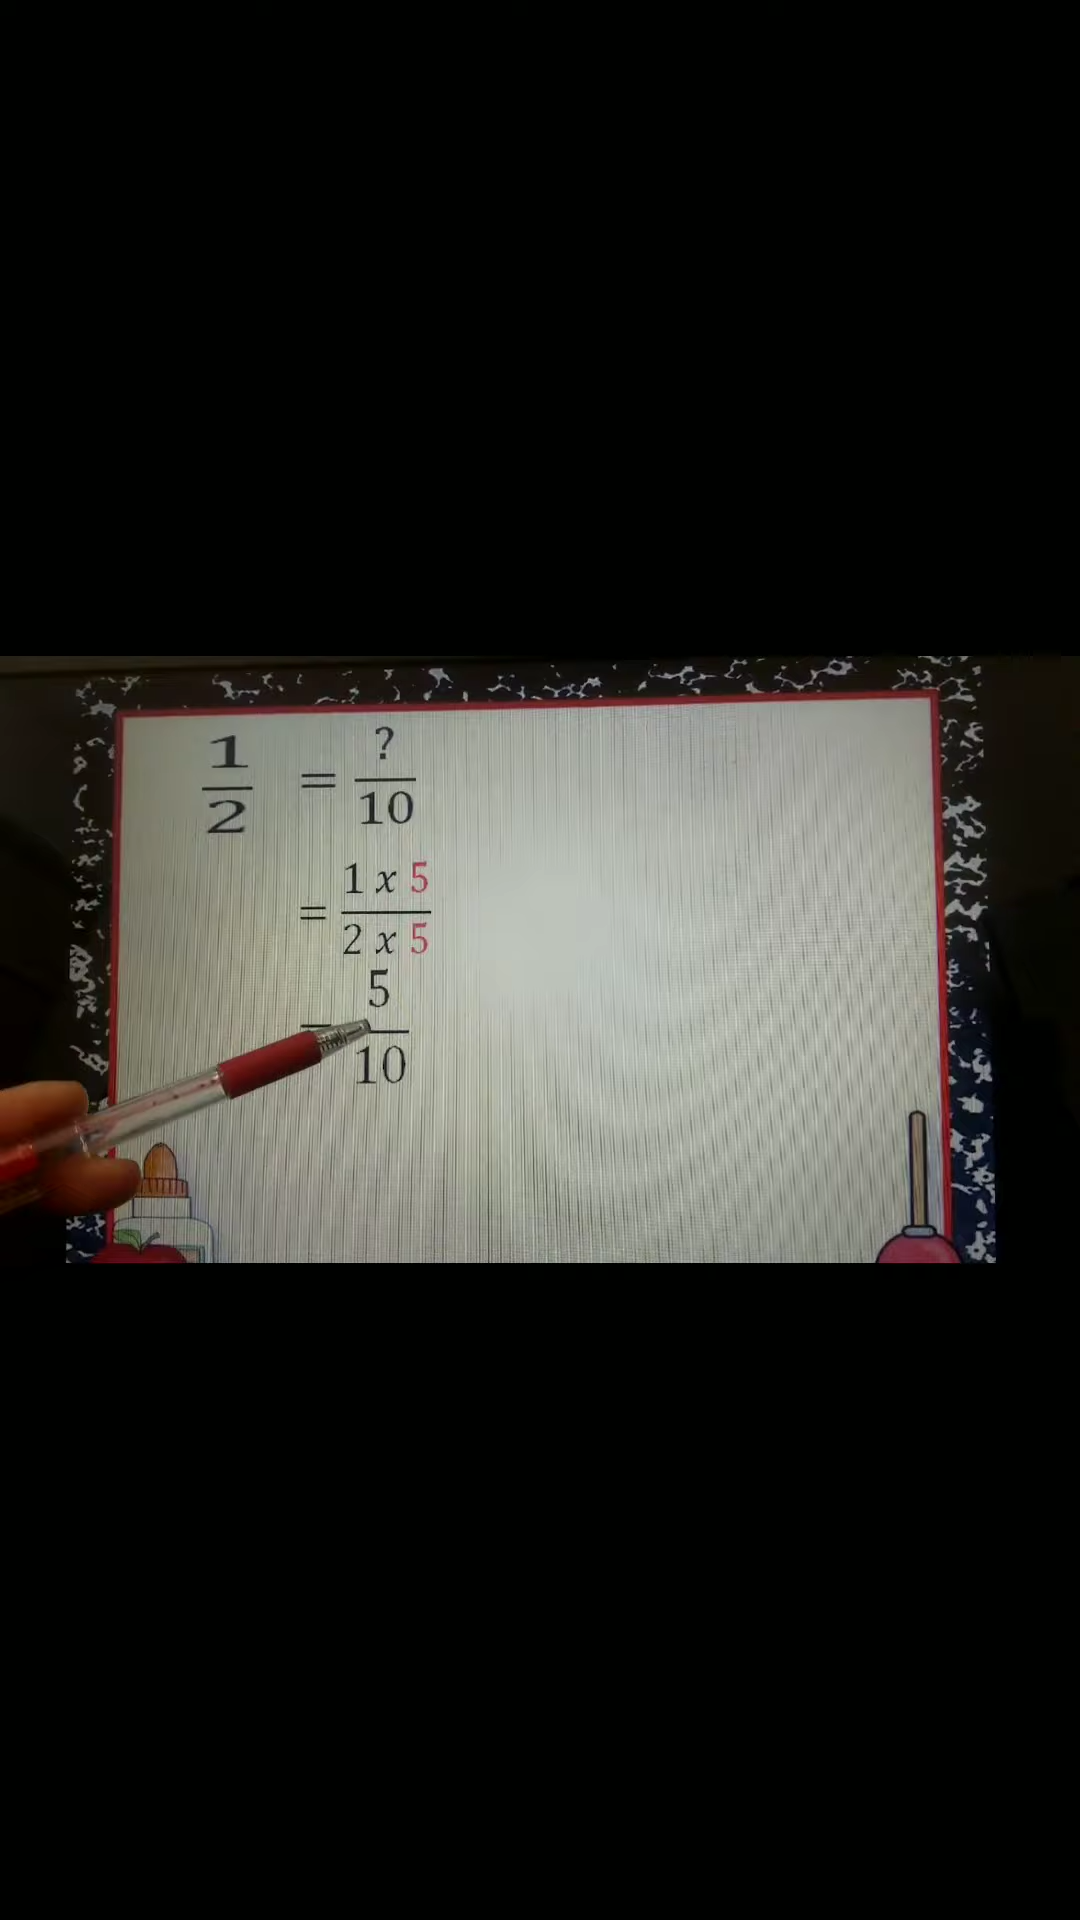 1/2 = ?/10
= 1 x 5/2 x 5
= 5/10